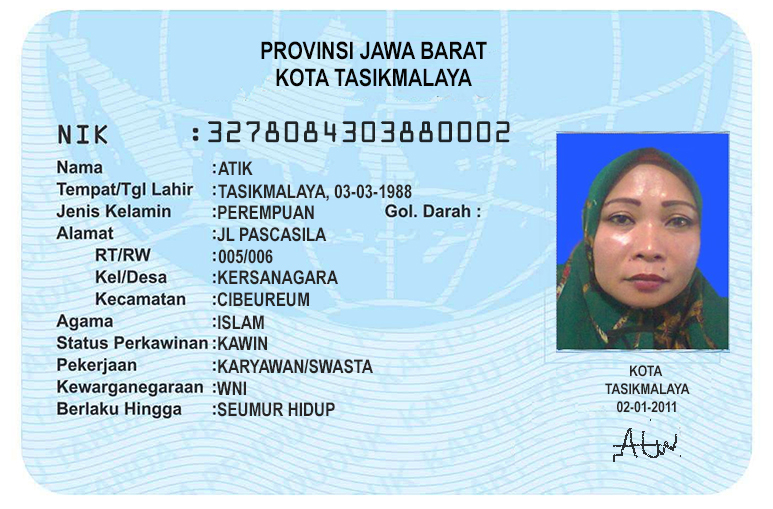 PROVINSI JAWA BARAT
KOTA TASIKMALAYA
NIK :3278084303880002
Nama :ATIK
Tempat/Tgl Lahir :TASIKMALAYA, 03-03-1988
Jenis Kelamin :PEREMPUAN Gol. Darah :
Alamat :JL PASCASILA
RT/RW :005/006
Kel/Desa :KERSANAGARA
Kecamatan :CIBEUREUM
Agama :ISLAM
Status Perkawinan :KAWIN
Pekerjaan :KARYAWAN/SWASTA
Kewarganegaraan :WNI
Berlaku Hingga :SEUMUR HIDUP
KOTA
TASIKMALAYA
02-01-2011